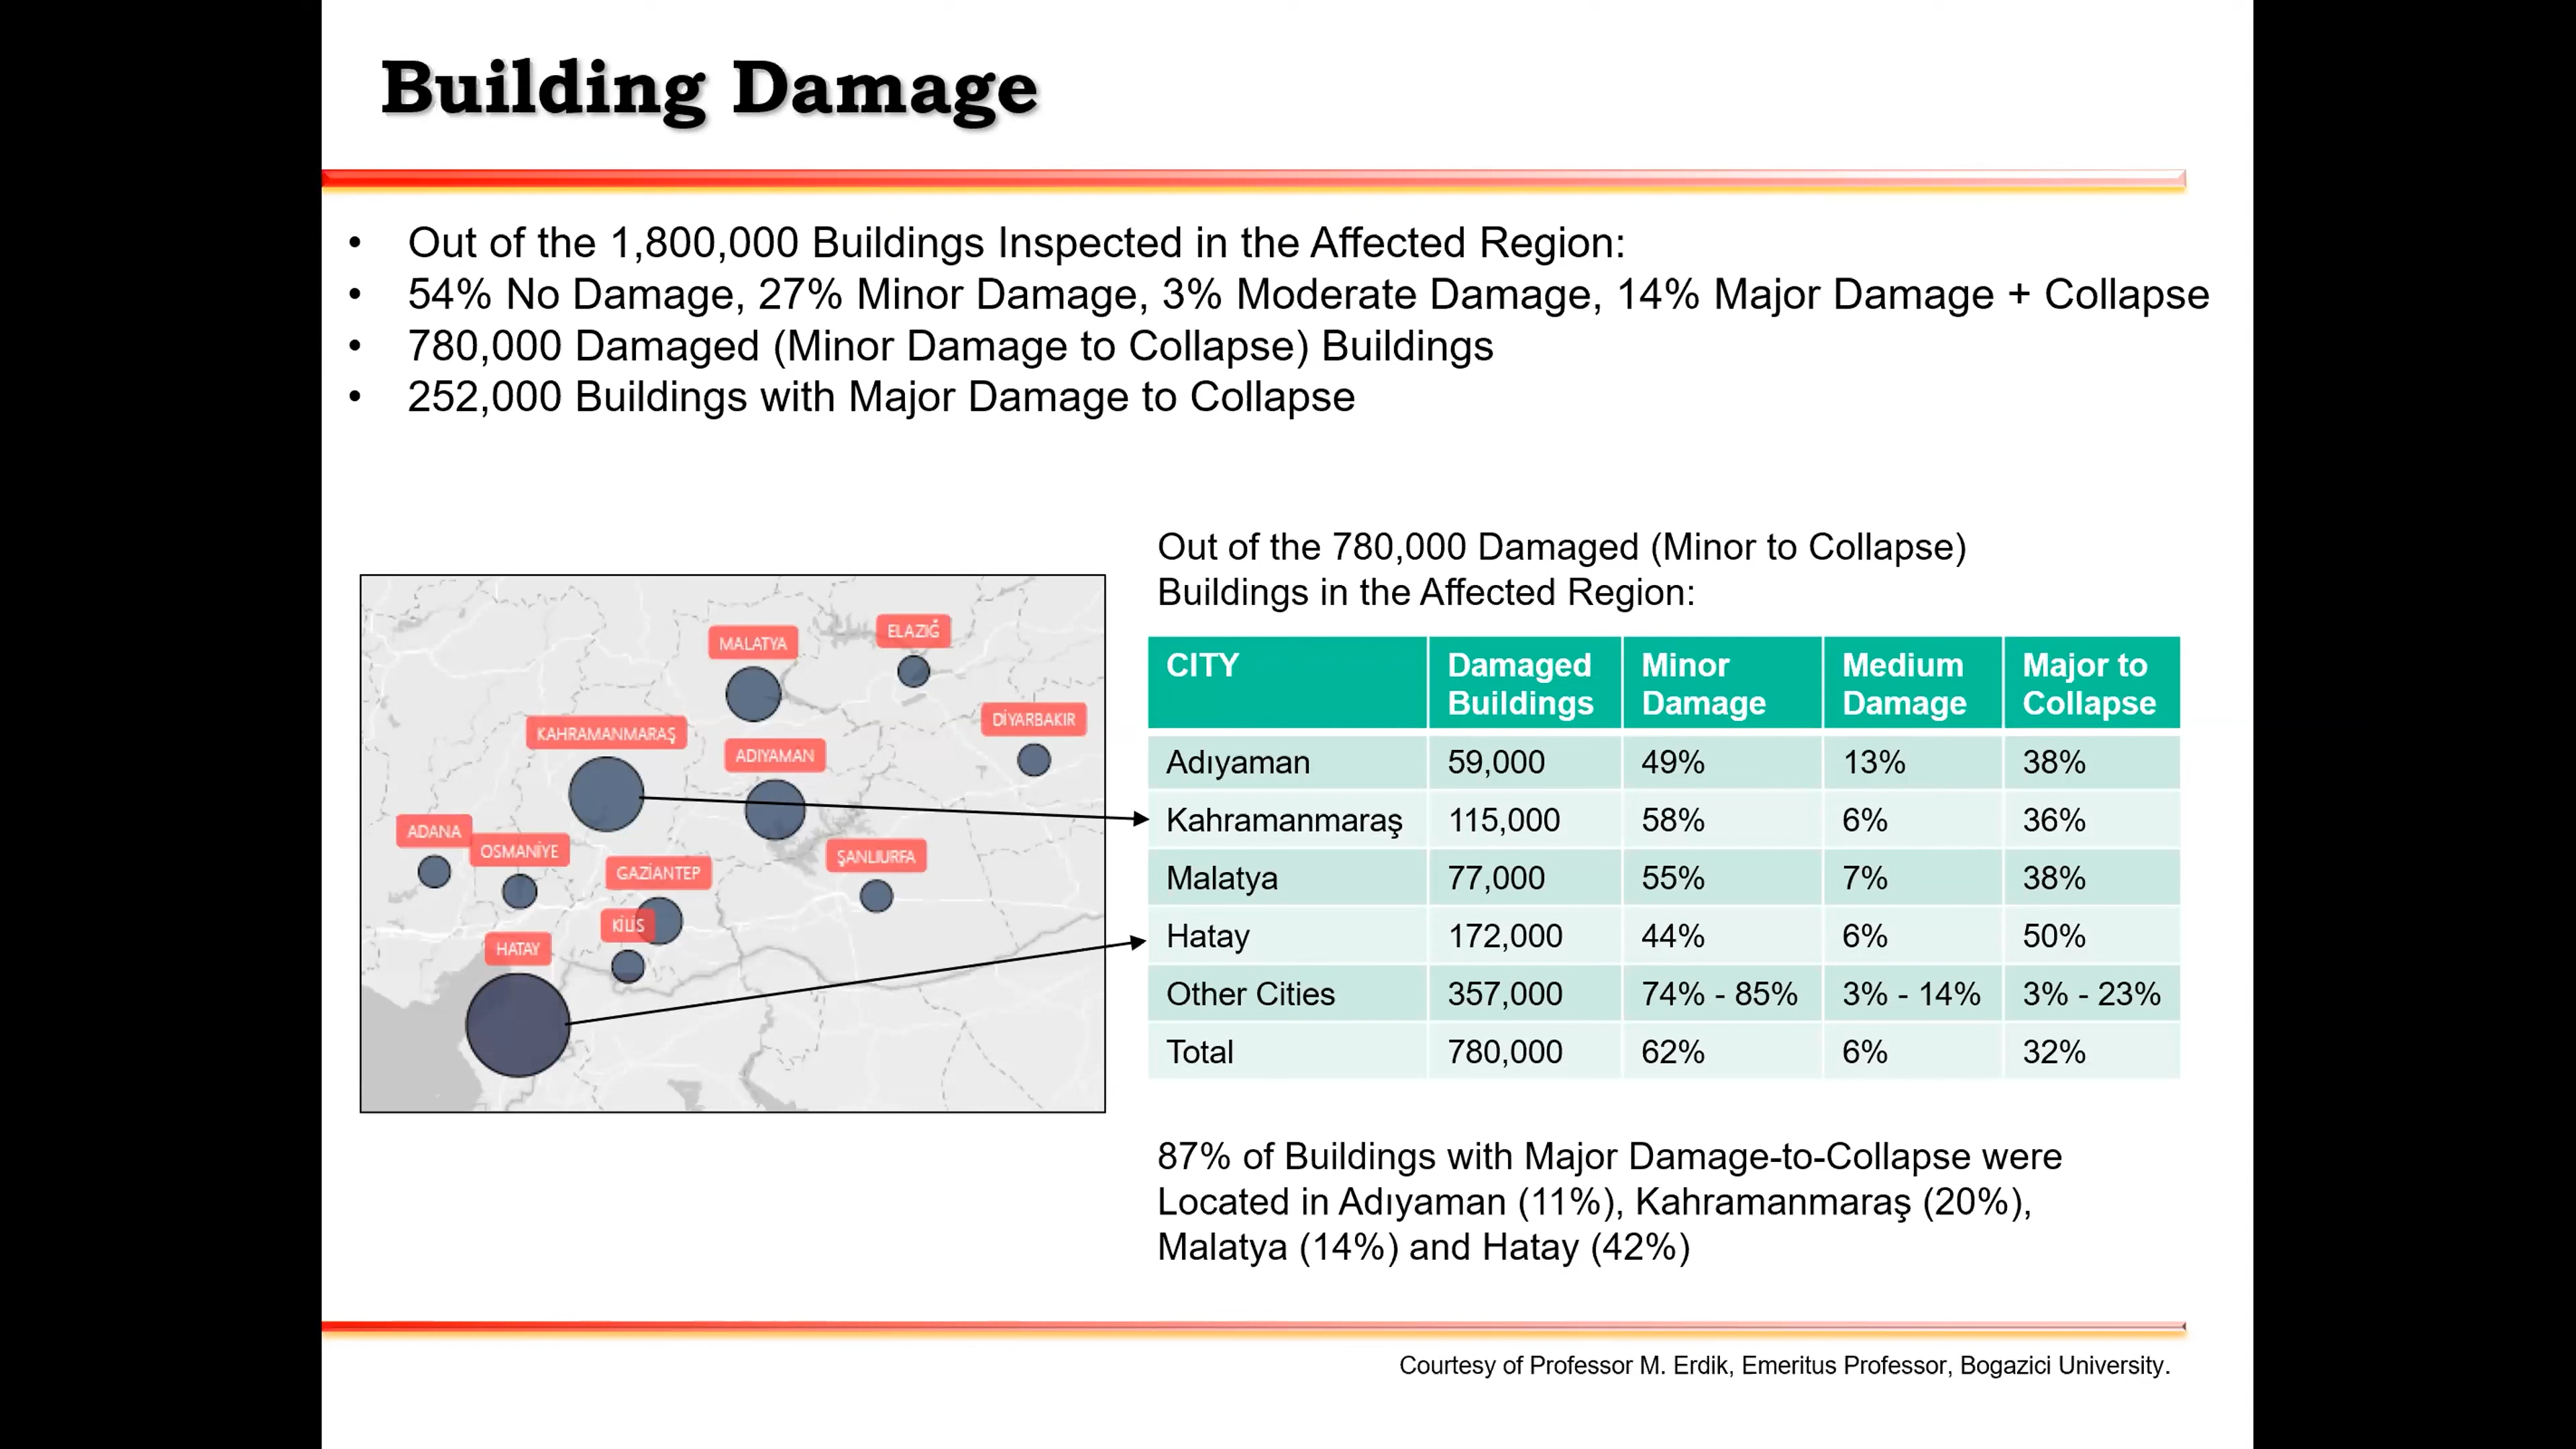 Building Damage
• Out of the 1,800,000 Buildings Inspected in the Affected Region:
• 54% No Damage, 27% Minor Damage, 3% Moderate Damage, 14% Major Damage + Collapse
• 780,000 Damaged (Minor Damage to Collapse) Buildings
• 252,000 Buildings with Major Damage to Collapse
MALATYA
ELAZIĞ
KAHRAMANMARAŞ
ADIYAMAN
DİYARBAKIR
ADANA
OSMANİYE
GAZİANTEP
ŞANLIURFA
KİLİS
HATAY
Out of the 780,000 Damaged (Minor to Collapse)
Buildings in the Affected Region:
CITY Damaged Buildings Minor Damage Medium Damage Major to Collapse
Adıyaman 59,000 49% 13% 38%
Kahramanmaraş 115,000 58% 6% 36%
Malatya 77,000 55% 7% 38%
Hatay 172,000 44% 6% 50%
Other Cities 357,000 74% - 85% 3% - 14% 3% - 23%
Total 780,000 62% 6% 32%
87% of Buildings with Major Damage-to-Collapse were
Located in Adıyaman (11%), Kahramanmaraş (20%),
Malatya (14%) and Hatay (42%)
Courtesy of Professor M. Erdik, Emeritus Professor, Bogazici University.